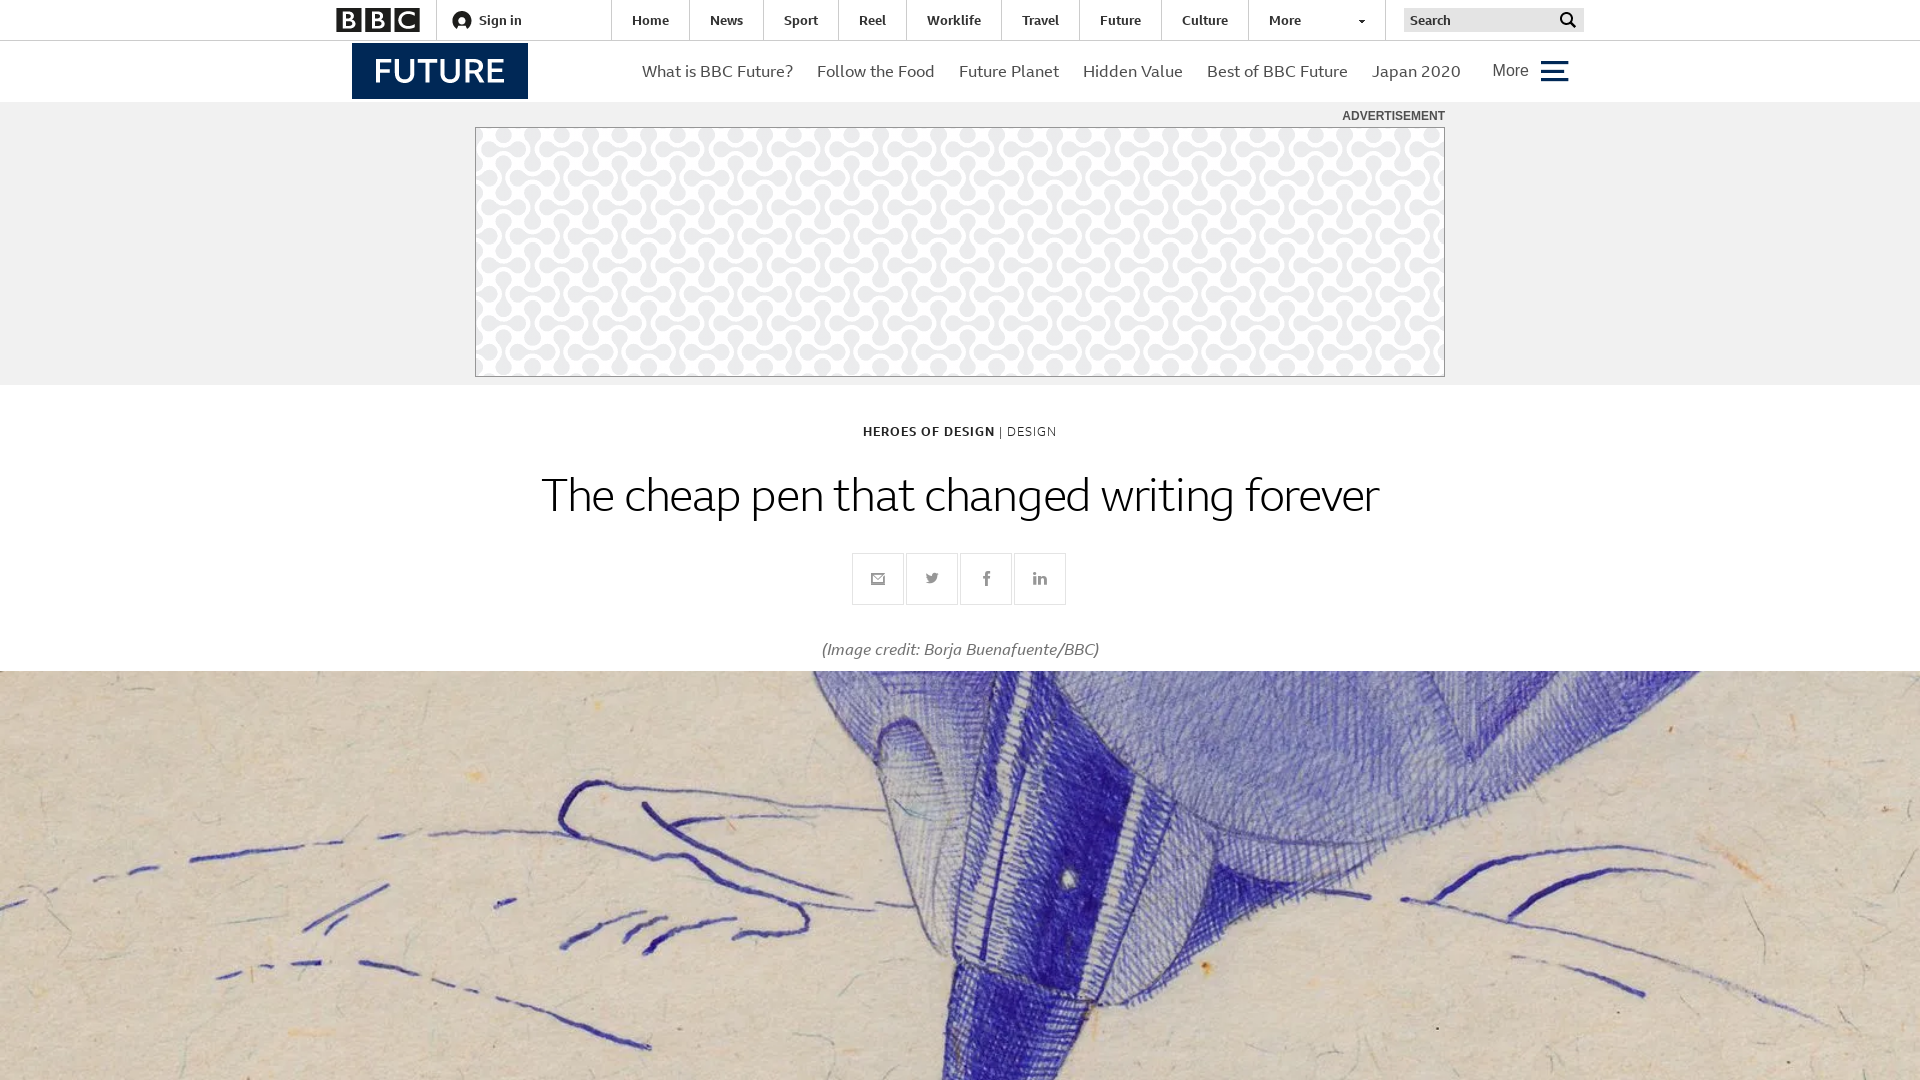 BBC Sign in Home News Sport Reel Worklife Travel Future Culture More Search
FUTURE What is BBC Future? Follow the Food Future Planet Hidden Value Best of BBC Future Japan 2020 More
ADVERTISEMENT
HEROES OF DESIGN | DESIGN
The cheap pen that changed writing forever
(Image credit: Borja Buenafuente/BBC)